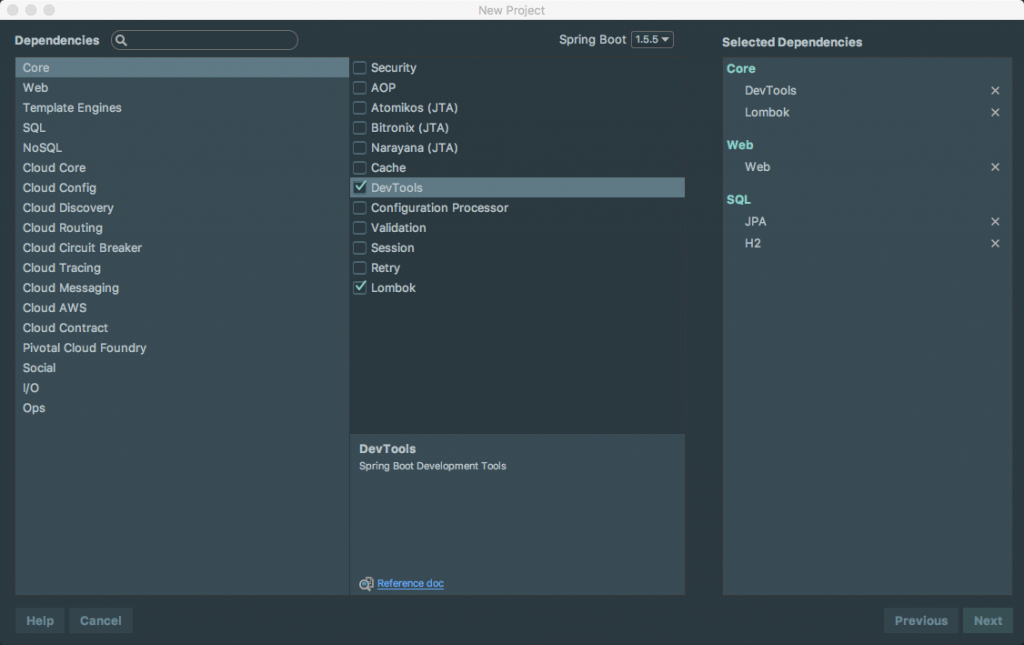 New Project
Dependencies
Spring Boot 1.5.5
Core
Web
Template Engines
SQL
NoSQL
Cloud Core
Cloud Config
Cloud Discovery
Cloud Routing
Cloud Circuit Breaker
Cloud Tracing
Cloud Messaging
Cloud AWS
Cloud Contract
Pivotal Cloud Foundry
Social
I/O
Ops
Security
AOP
Atomikos (JTA)
Bitronix (JTA)
Narayana (JTA)
Cache
DevTools
Configuration Processor
Validation
Session
Retry
Lombok
DevTools
Spring Boot Development Tools
Reference doc
Selected Dependencies
Core
DevTools
Lombok
Web
Web
SQL
JPA
H2
Help
Cancel
Previous
Next